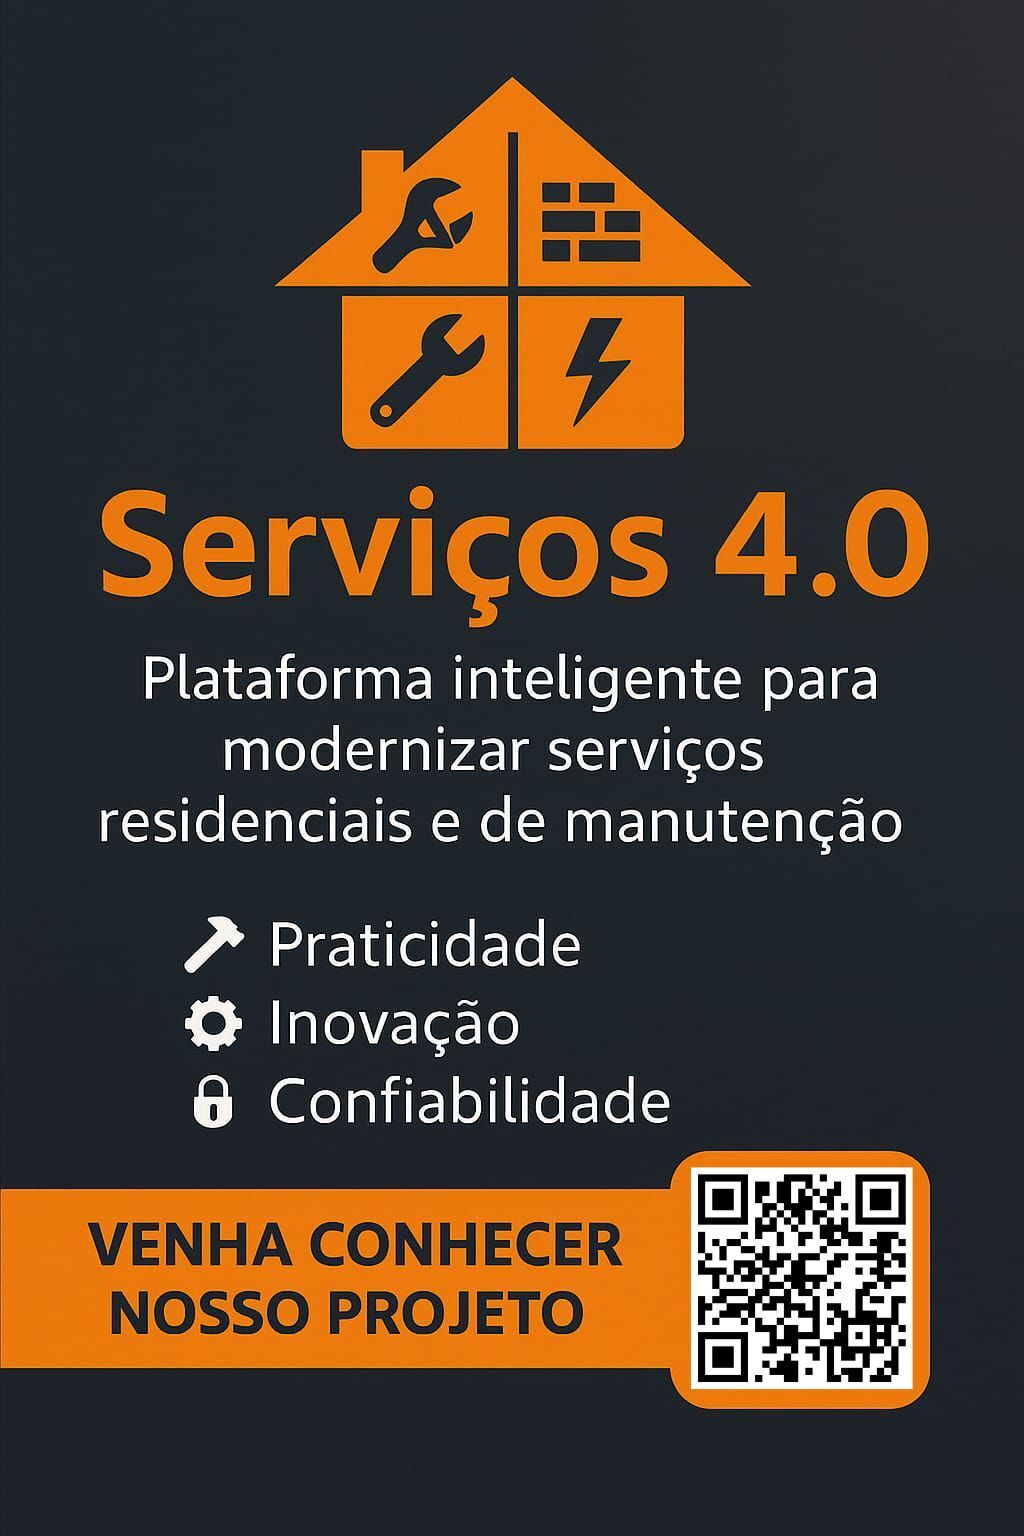 Serviços 4.0
Plataforma inteligente para
modernizar serviços
residenciais e de manutenção
Praticidade
Inovação
Confiabilidade
VENHA CONHECER
NOSSO PROJETO